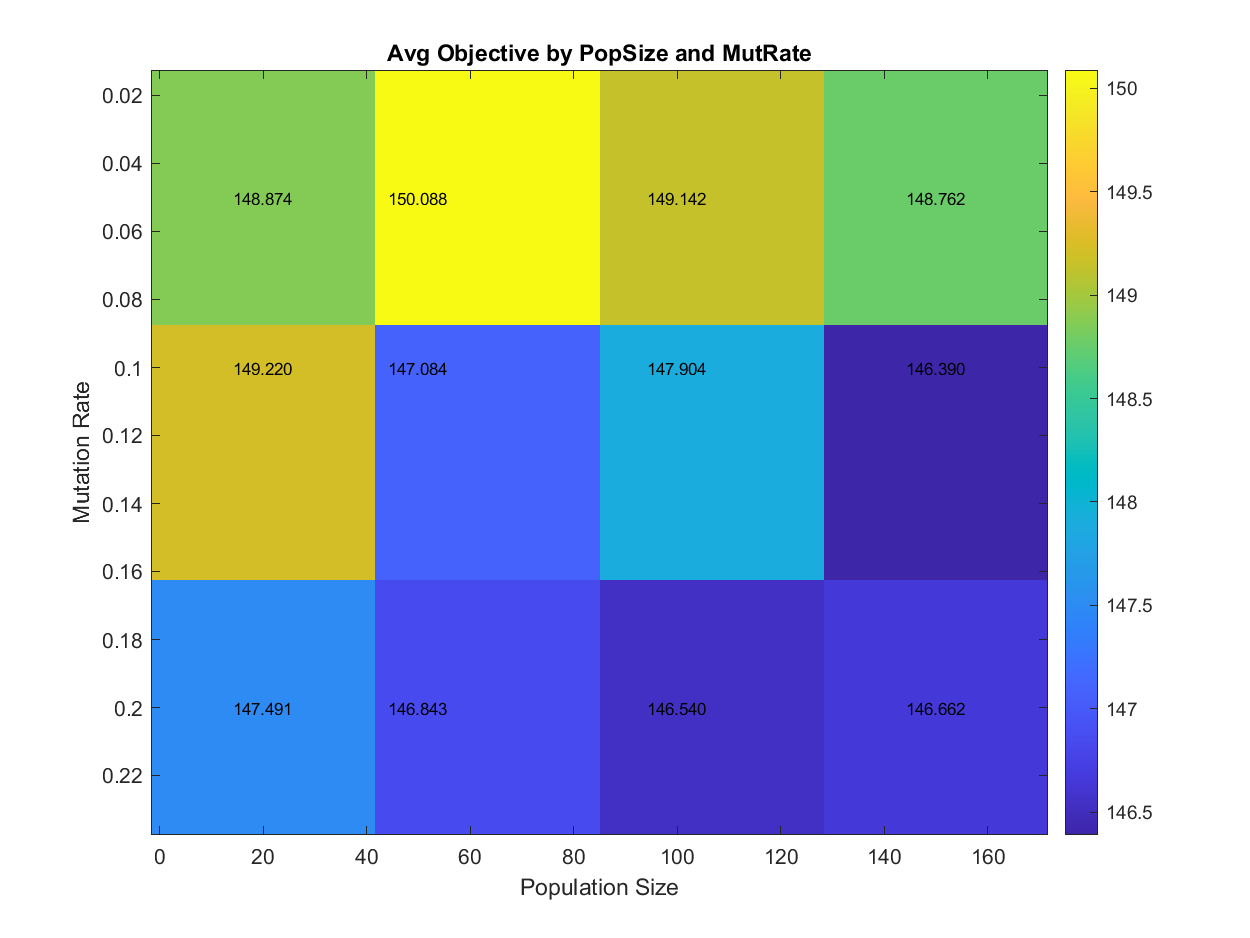 Avg Objective by PopSize and MutRate
0.02
0.04
0.06
0.08
0.1
0.12
0.14
0.16
0.18
0.2
0.22
Mutation Rate
148.874 150.088 149.142 148.762
149.220 147.084 147.904 146.390
147.491 146.843 146.540 146.662
0 20 40 60 80 100 120 140 160
Population Size
150
149.5
149
148.5
148
147.5
147
146.5